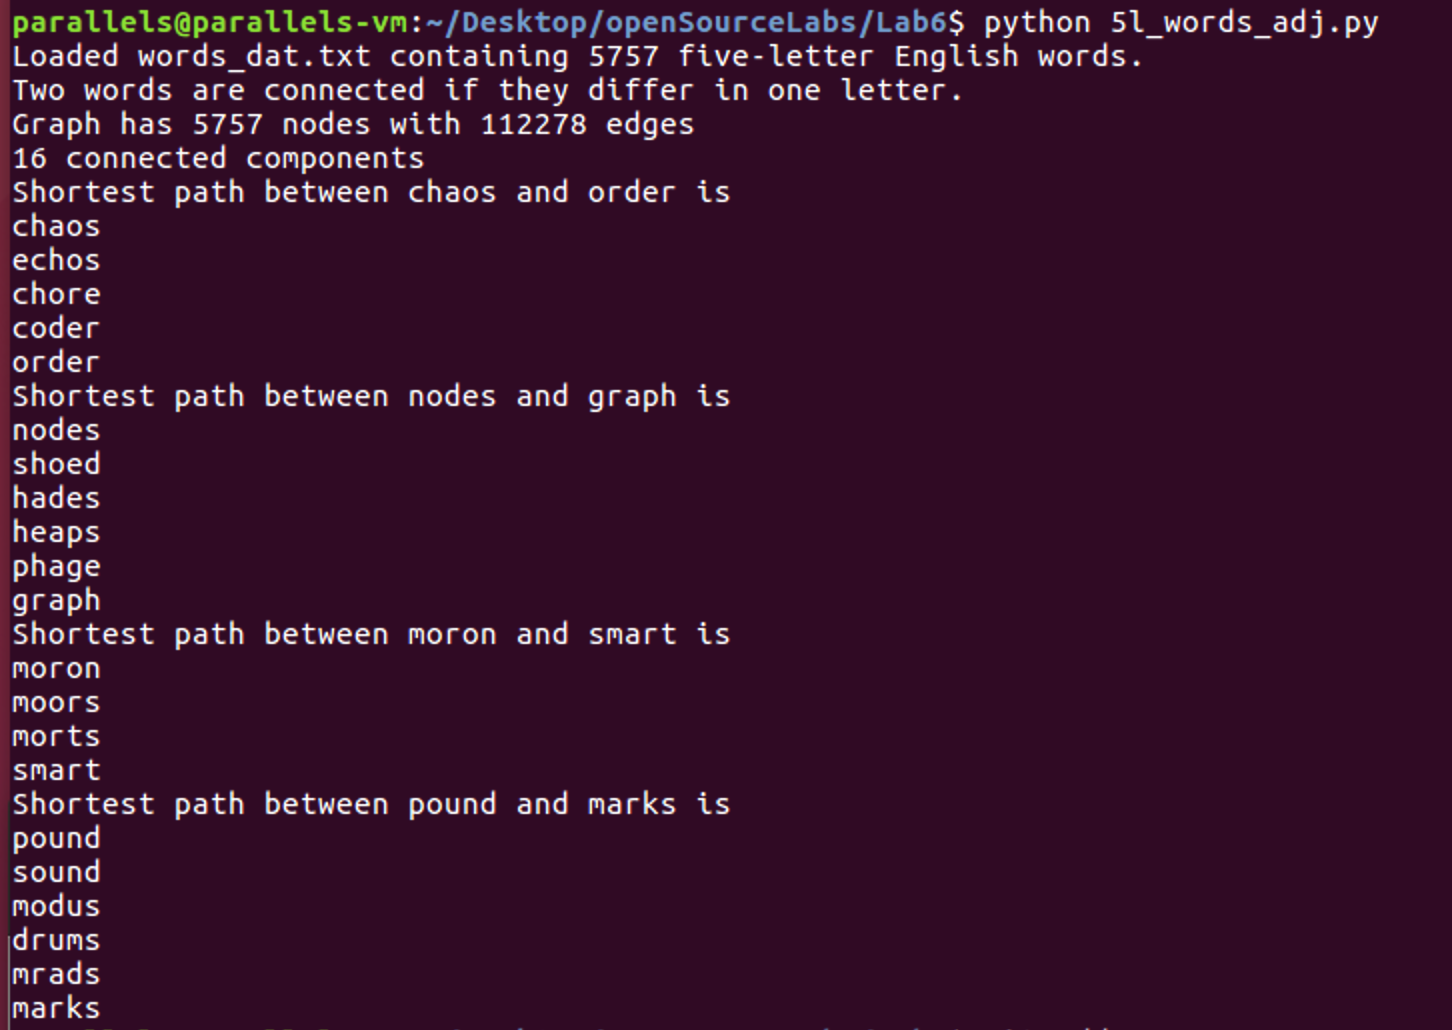 parallels@parallels-vm:~/Desktop/openSourceLabs/Lab6$ python 5l_words_adj.py
Loaded words_dat.txt containing 5757 five-letter English words.
Two words are connected if they differ in one letter.
Graph has 5757 nodes with 112278 edges
16 connected components
Shortest path between chaos and order is
chaos
echos
chore
coder
order
Shortest path between nodes and graph is
nodes
shoed
hades
heaps
phage
graph
Shortest path between moron and smart is
moron
moors
morts
smart
Shortest path between pound and marks is
pound
sound
modus
drums
mrads
marks